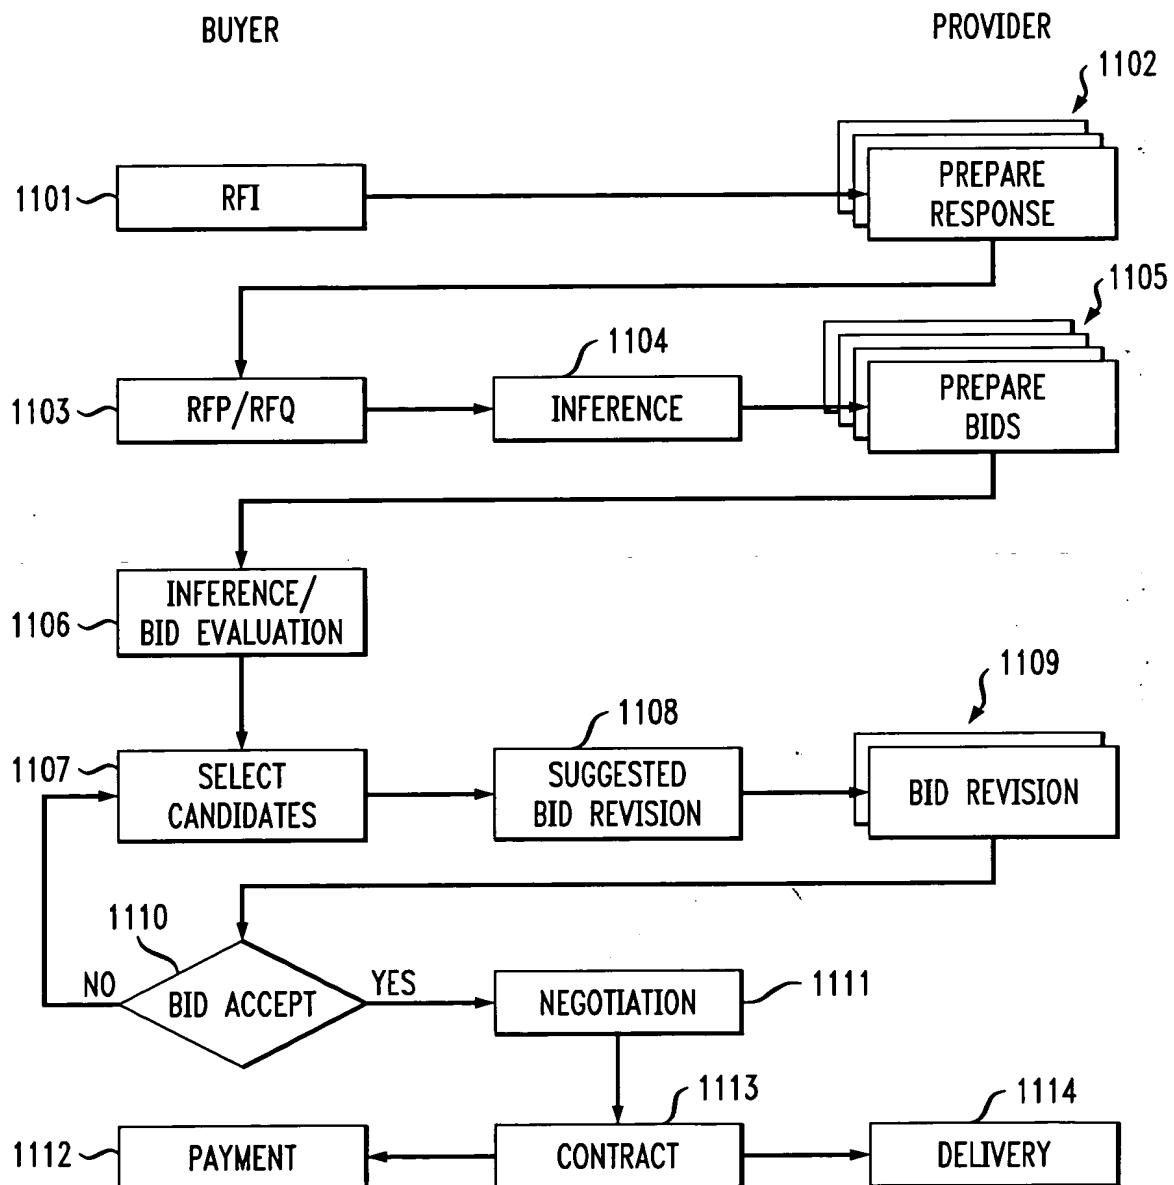 BUYER
PROVIDER
1102
1101
RFI
PREPARE
RESPONSE
1105
1104
1103
RFP/RFQ
INFERENCE
PREPARE
BIDS
1106
INFERENCE/
BID EVALUATION
1109
1108
1107
SELECT
CANDIDATES
SUGGESTED
BID REVISION
BID REVISION
1110
NO
BID ACCEPT
YES
NEGOTIATION
1111
1113
1114
1112
PAYMENT
CONTRACT
DELIVERY